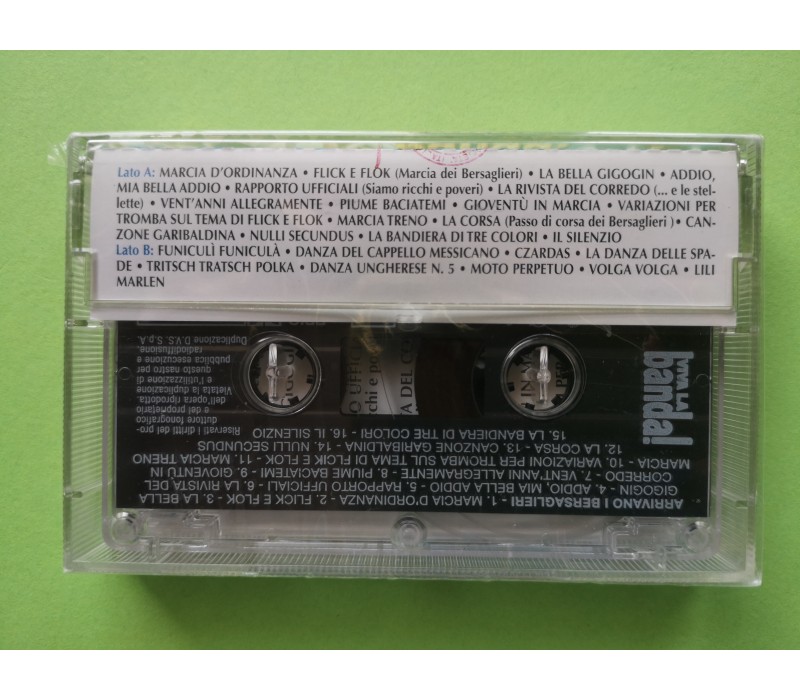 Lato A: MARCIA D'ORDINANZA • FLICK E FLOK (Marcia dei Bersaglieri) • LA BELLA GIGOGIN • ADDIO,
MIA BELLA ADDIO • RAPPORTO UFFICIALI (Siamo ricchi e poveri) • LA RIVISTA DEL CORREDO (... e le stel-
lette) • VENT'ANNI ALLEGRAMENTE • PIUME BACIATEMI • GIOVENTÙ IN MARCIA • VARIAZIONI PER
TROMBA SUL TEMA DI FLICK E FLOK • MARCIA TRENO • LA CORSA (Passo di corsa dei Bersaglieri )• CAN-
ZONE GARIBALDINA • NULLI SECUNDUS • LA BANDIERA DI TRE COLORI • IL SILENZIO
Lato B: FUNICULÌ FUNICULÀ • DANZA DEL CAPPELLO MESSICANO • CZARDAS • LA DANZA DELLE SPA-
DE • TRITSCH TRATSCH POLKA • DANZA UNGHERESE N. 5 • MOTO PERPETUO • VOLGA VOLGA • LILI
MARLEN
VIVA LA
banda!
ARRIVANO I BERSAGLIERI - 1. MARCIA D'ORDINANZA - 2. FLICK E FLOK - 3. LA BELLA
GIGOGIN - 4. ADDIO, MIA BELLA ADDIO - 5. RAPPORTO UFFICIALI - 6. LA RIVISTA DEL
CORREDO - 7. VENT'ANNI ALLEGRAMENTE - 8. PIUME BACIATEMI - 9. GIOVENTÙ IN
MARCIA - 10. VARIAZIONI PER TROMBA SUL TEMA DI FLCIK E FLOK - 11. MARCIA TRENO
12. LA CORSA - 13. CANZONE GARIBALDINA - 14. NULLI SECUNDUS
15. LA BANDIERA DI TRE COLORI - 16. IL SILENZIO
Riservati i diritti del pro-
duttore fonografico
e del proprietario
dell'opera riprodotta.
Vietata la duplicazione
e l'utilizzazione di
questo nastro per
pubblica esecuzione e
radiodiffusione.
Duplicazione D.V.S. S.p.A.